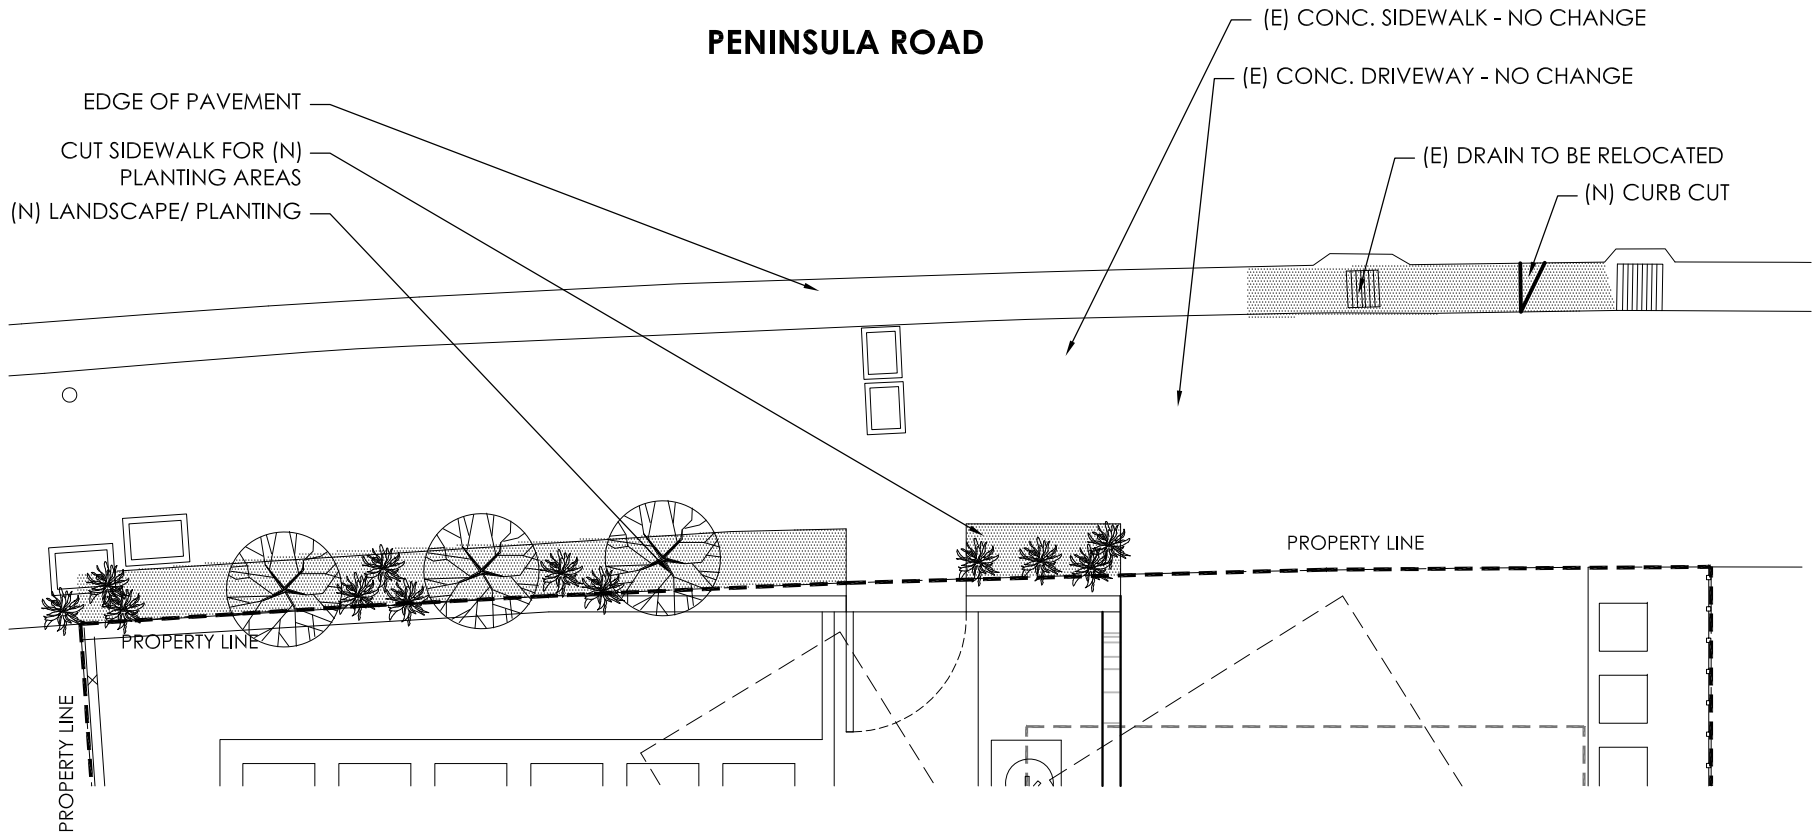 PENINSULA ROAD
(E) CONC. SIDEWALK - NO CHANGE
(E) CONC. DRIVEWAY - NO CHANGE
EDGE OF PAVEMENT
CUT SIDEWALK FOR (N)
PLANTING AREAS
(N) LANDSCAPE/ PLANTING
(E) DRAIN TO BE RELOCATED
(N) CURB CUT
PROPERTY LINE
PROPERTY LINE
PROPERTY LINE